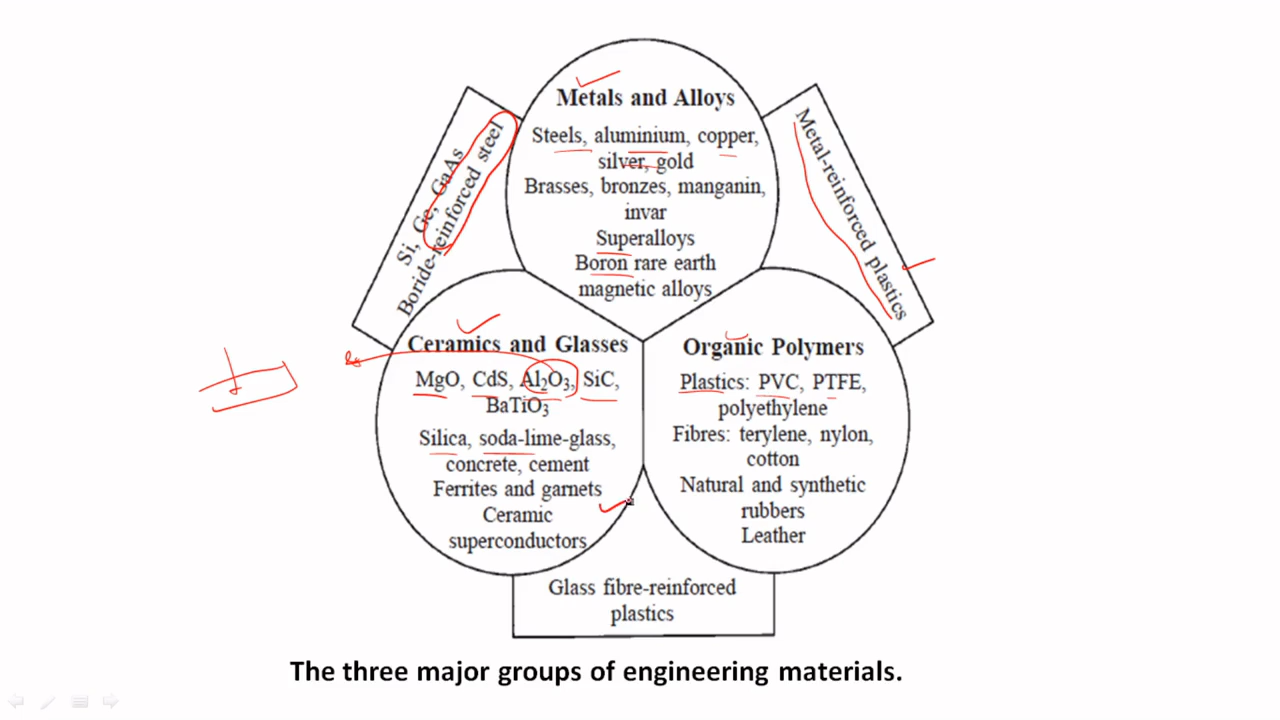 Metals and Alloys
Steels, aluminium, copper,
silver, gold
Brasses, bronzes, manganin,
invar
Superalloys
Boron rare earth
magnetic alloys
Si, Ge, GaAs
Boride-reinforced steel
Metal-reinforced plastics
Ceramics and Glasses
MgO, CdS, Al₂O₃, SiC,
BaTiO₃
Silica, soda-lime-glass,
concrete, cement
Ferrites and garnets
Ceramic
superconductors
Organic Polymers
Plastics: PVC, PTFE,
polyethylene
Fibres: terylene, nylon,
cotton
Natural and synthetic
rubbers
Leather
Glass fibre-reinforced
plastics
The three major groups of engineering materials.